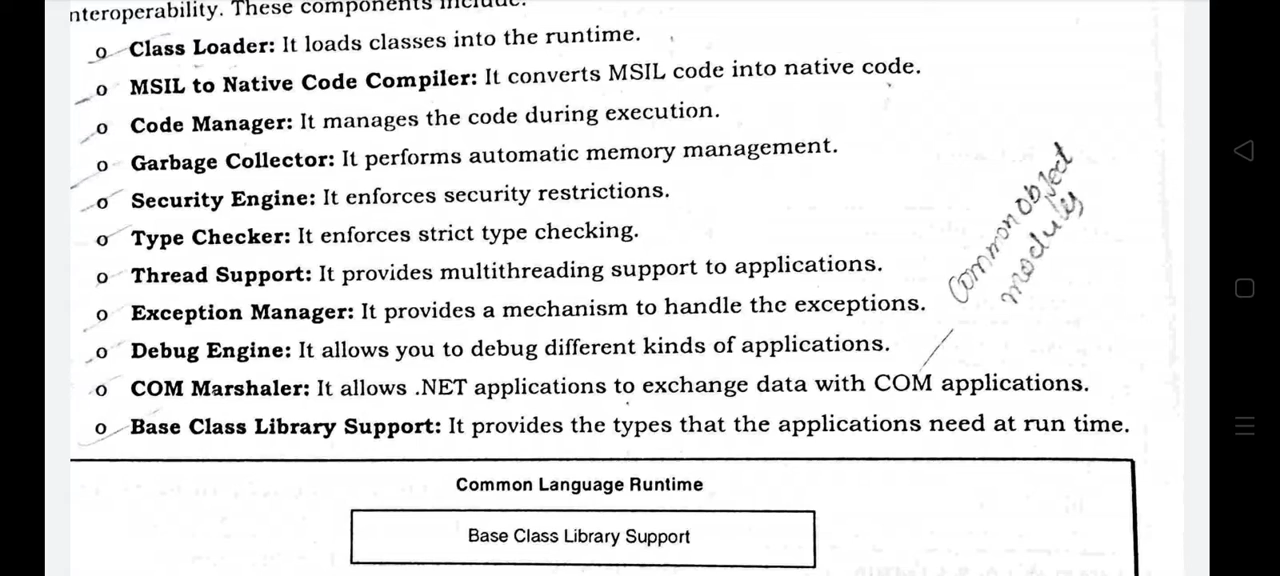 nteroperability. These components include:
o Class Loader: It loads classes into the runtime.
o MSIL to Native Code Compiler: It converts MSIL code into native code.
o Code Manager: It manages the code during execution.
o Garbage Collector: It performs automatic memory management.
o Security Engine: It enforces security restrictions.
o Type Checker: It enforces strict type checking.
o Thread Support: It provides multithreading support to applications.
o Exception Manager: It provides a mechanism to handle the exceptions.
o Debug Engine: It allows you to debug different kinds of applications.
o COM Marshaler: It allows .NET applications to exchange data with COM applications.
o Base Class Library Support: It provides the types that the applications need at run time.
Common object
modules
Common Language Runtime
Base Class Library Support